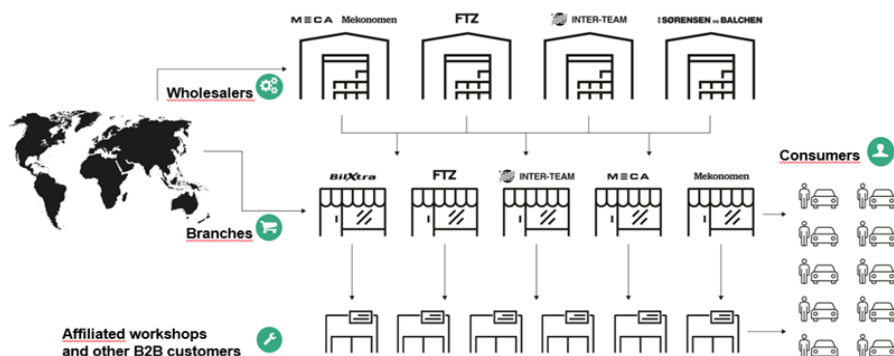 MECA Mekonomen
FTZ
INTER-TEAM
SØRENSEN OG BALCHEN
Wholesalers
Consumers
BilXtra
FTZ
INTER-TEAM
MECA
Mekonomen
Branches
Affiliated workshops
and other B2B customers